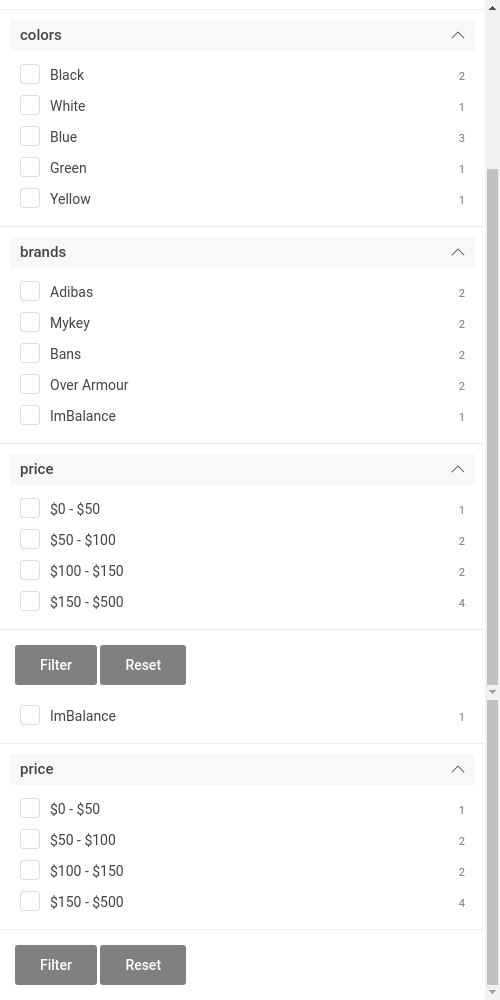 colors
Black 2
White 1
Blue 3
Green 1
Yellow 1
brands
Adibas 2
Mykey 2
Bans 2
Over Armour 2
ImBalance 1
price
$0 - $50 1
$50 - $100 2
$100 - $150 2
$150 - $500 4
Filter Reset
ImBalance 1
price
$0 - $50 1
$50 - $100 2
$100 - $150 2
$150 - $500 4
Filter Reset